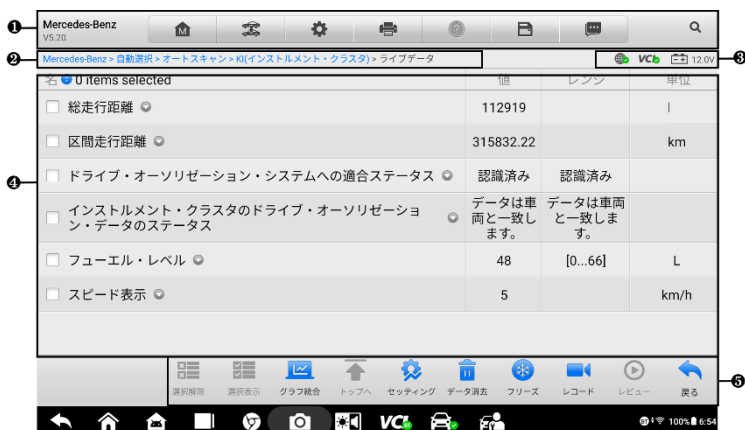 ❶ Mercedes-Benz
V5.20.
❷ Mercedes-Benz > 自動選択 > オートスキャン > KI(インストルメント・クラスタ) > ライブデータ
VCI 12.0V ❸
名 0 items selected 値 レンジ 単位
総走行距離 112919 l
区間走行距離 315832.22 km
❹ ドライブ・オーソリゼーション・システムへの適合ステータス 認識済み 認識済み
インストルメント・クラスタのドライブ・オーソリゼーショ
ン・データのステータス
データは車
両と一致し
ます。
データは車両
と一致しま
す。
フューエル・レベル 48 [0...66] L
スピード表示 5 km/h
選択解除 選択表示 グラフ統合 トップへ セッティング データ消去 フリーズ レコード レビュー 戻る ❺
VCI 100% 6:54